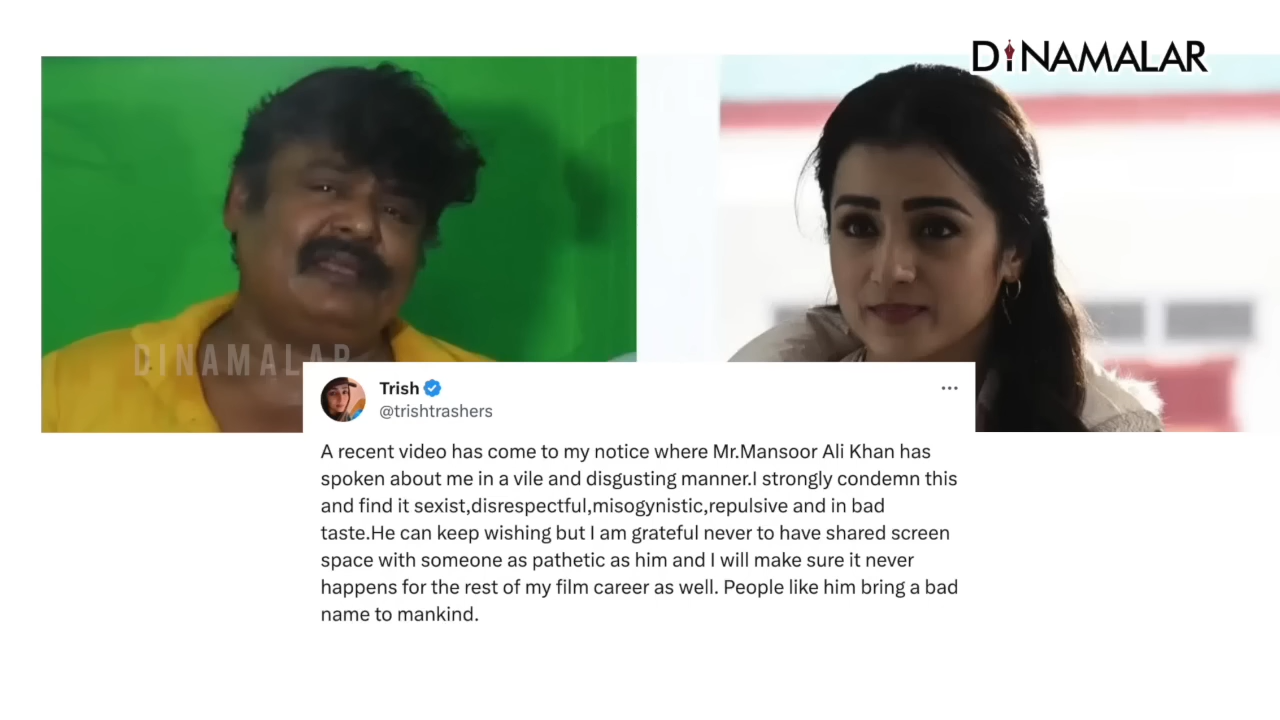 DINAMALAR
DINAMALAR
Trish
@trishtrashers
A recent video has come to my notice where Mr.Mansoor Ali Khan has
spoken about me in a vile and disgusting manner.I strongly condemn this
and find it sexist,disrespectful,misogynistic,repulsive and in bad
taste.He can keep wishing but I am grateful never to have shared screen
space with someone as pathetic as him and I will make sure it never
happens for the rest of my film career as well. People like him bring a bad
name to mankind.